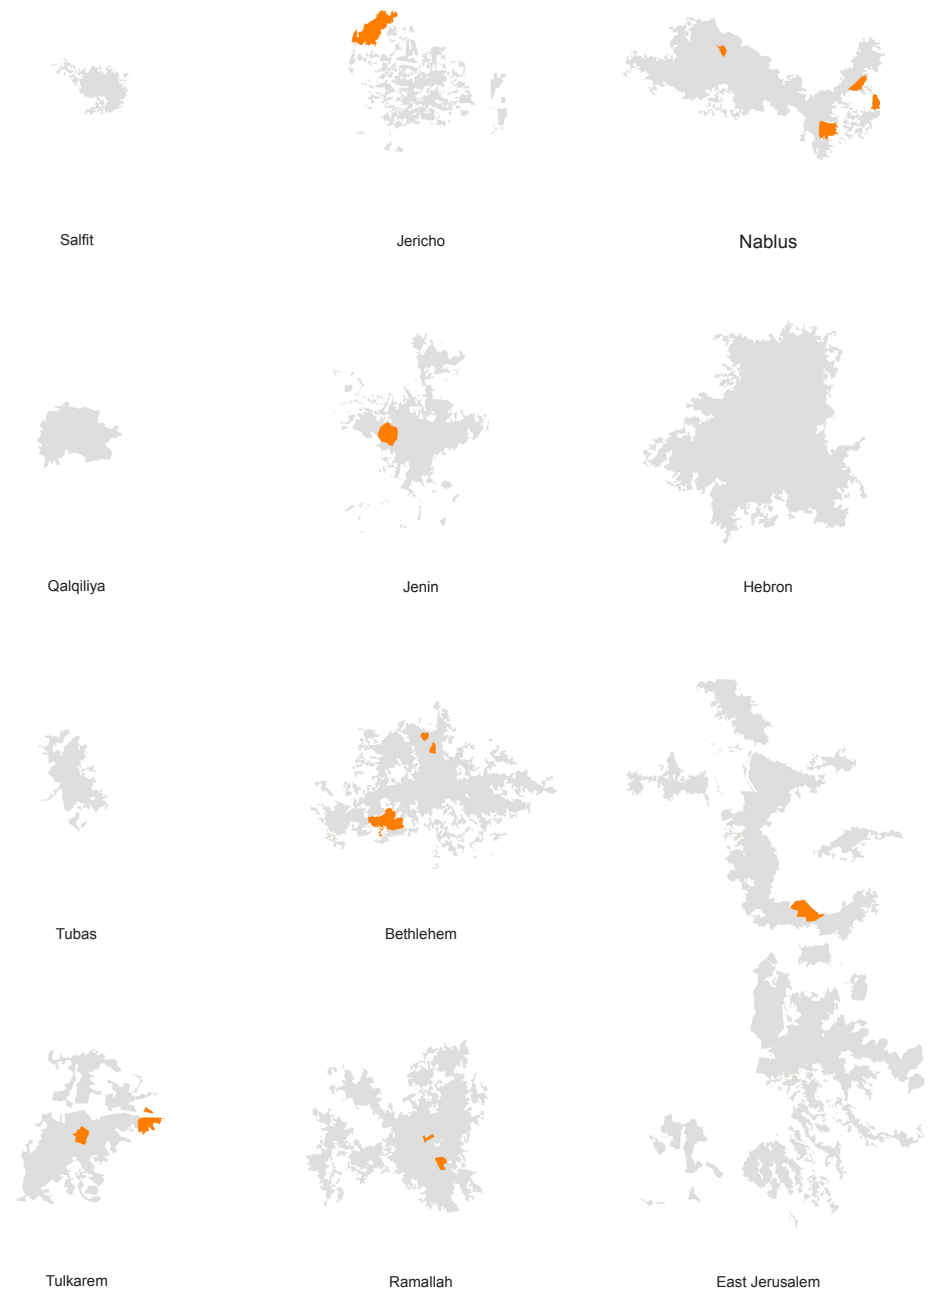 Salfit
Jericho
Nablus
Qalqiliya
Jenin
Hebron
Tubas
Bethlehem
East Jerusalem
Tulkarem
Ramallah